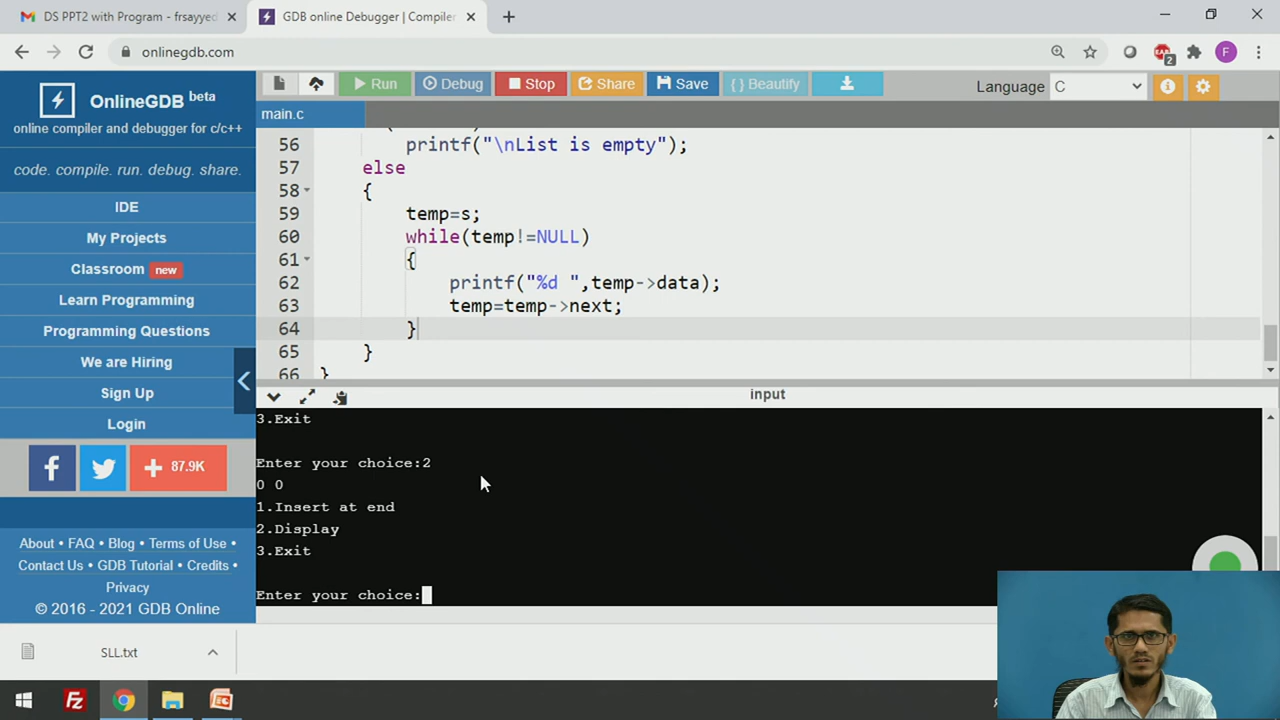 DS PPT2 with Program - frsayyed
GDB online Debugger | Compiler
onlinegdb.com
2
F
OnlineGDB beta
online compiler and debugger for c/c++
code. compile. run. debug. share.
IDE
My Projects
Classroom new
Learn Programming
Programming Questions
We are Hiring
Sign Up
Login
f
87.9K
About • FAQ • Blog • Terms of Use •
Contact Us • GDB Tutorial • Credits •
Privacy
© 2016 - 2021 GDB Online
Run Debug Stop Share Save { } Beautify
Language C
main.c
56 printf("\nList is empty");
57 else
58 {
59 temp=s;
60 while(temp!=NULL)
61 {
62 printf("%d ",temp->data);
63 temp=temp->next;
64 }
65 }
66 }
input
3.Exit
Enter your choice:2
0 0
1.Insert at end
2.Display
3.Exit
Enter your choice:
SLL.txt